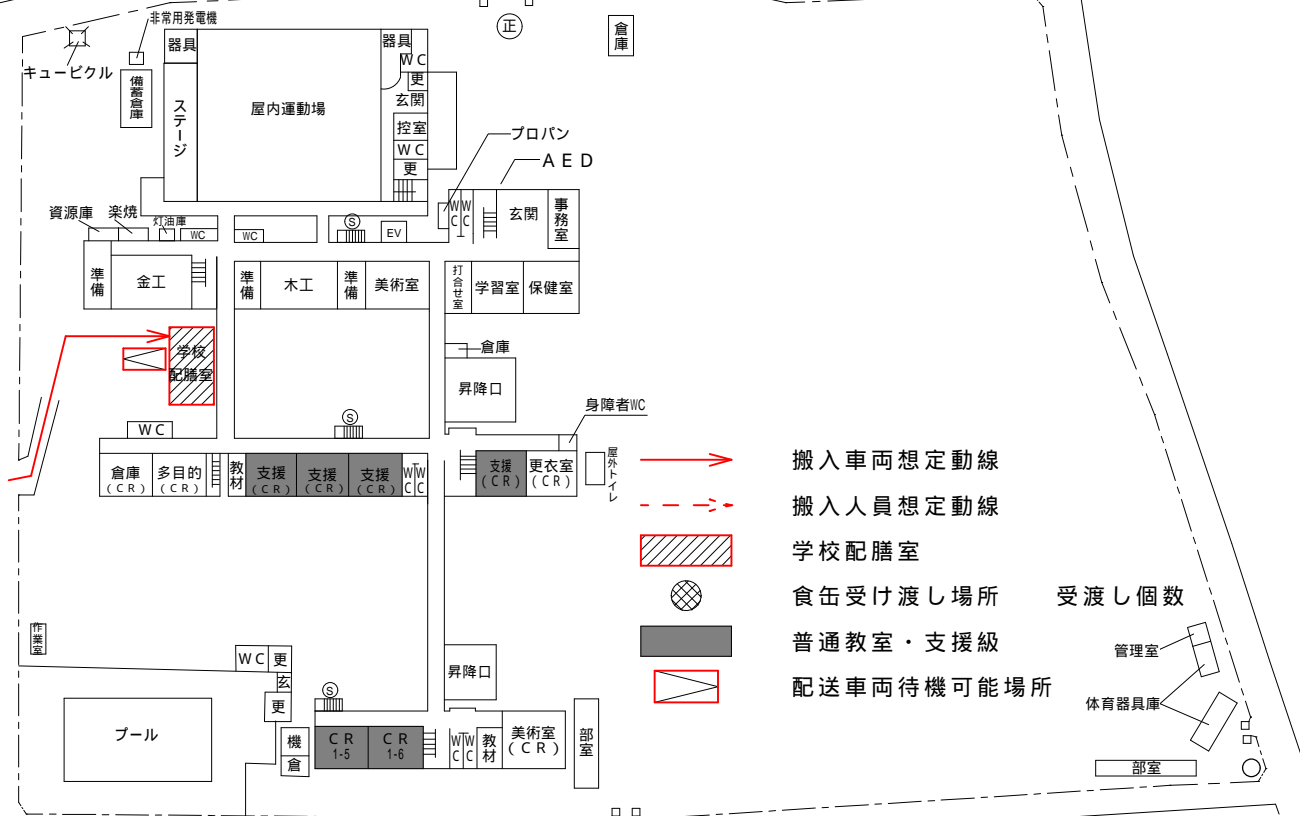 非常用発電機
正
倉庫
キュービクル
備蓄倉庫
器具
ステージ
屋内運動場
器具
WC
更
玄関
控室
WC
更
プロパン
AED
資源庫
楽焼
灯油庫
WC
WC
S
EV
WC
WC
玄関
事務室
準備
金工
準備
木工
準備
美術室
打合せ室
学習室
保健室
学校
配膳室
倉庫
昇降口
身障者WC
S
WC
倉庫
(CR)
多目的
(CR)
教材
支援
(CR)
支援
(CR)
支援
(CR)
WC
WC
支援
(CR)
更衣室
(CR)
屋外トイレ
搬入車両想定動線
搬入人員想定動線
学校配膳室
食缶受け渡し場所 受渡し個数
普通教室・支援級
配送車両待機可能場所
作業室
WC
更
玄
更
昇降口
管理室
体育器具庫
プール
S
機
倉
CR
1-5
CR
1-6
WC
WC
教材
美術室
(CR)
部室
部室